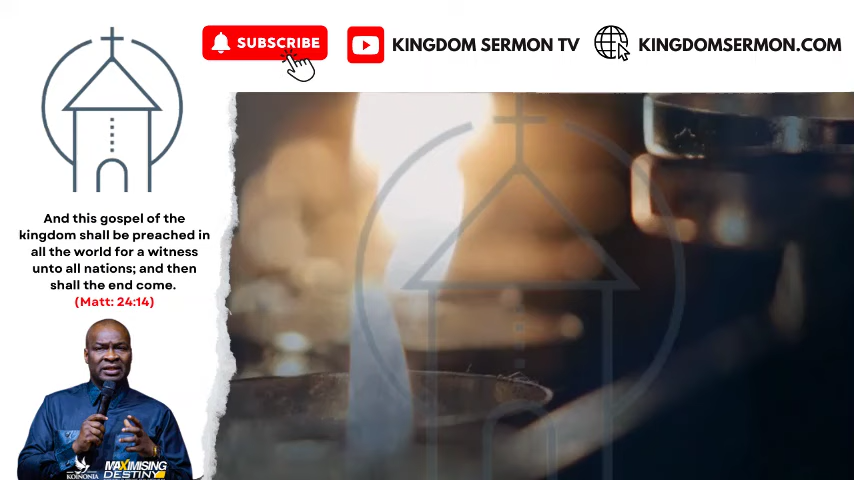 SUBSCRIBE
KINGDOM SERMON TV
KINGDOMSERMON.COM
And this gospel of the
kingdom shall be preached in
all the world for a witness
unto all nations; and then
shall the end come.
(Matt: 24:14)
KOINONIA
MAXIMISING
DESTINY